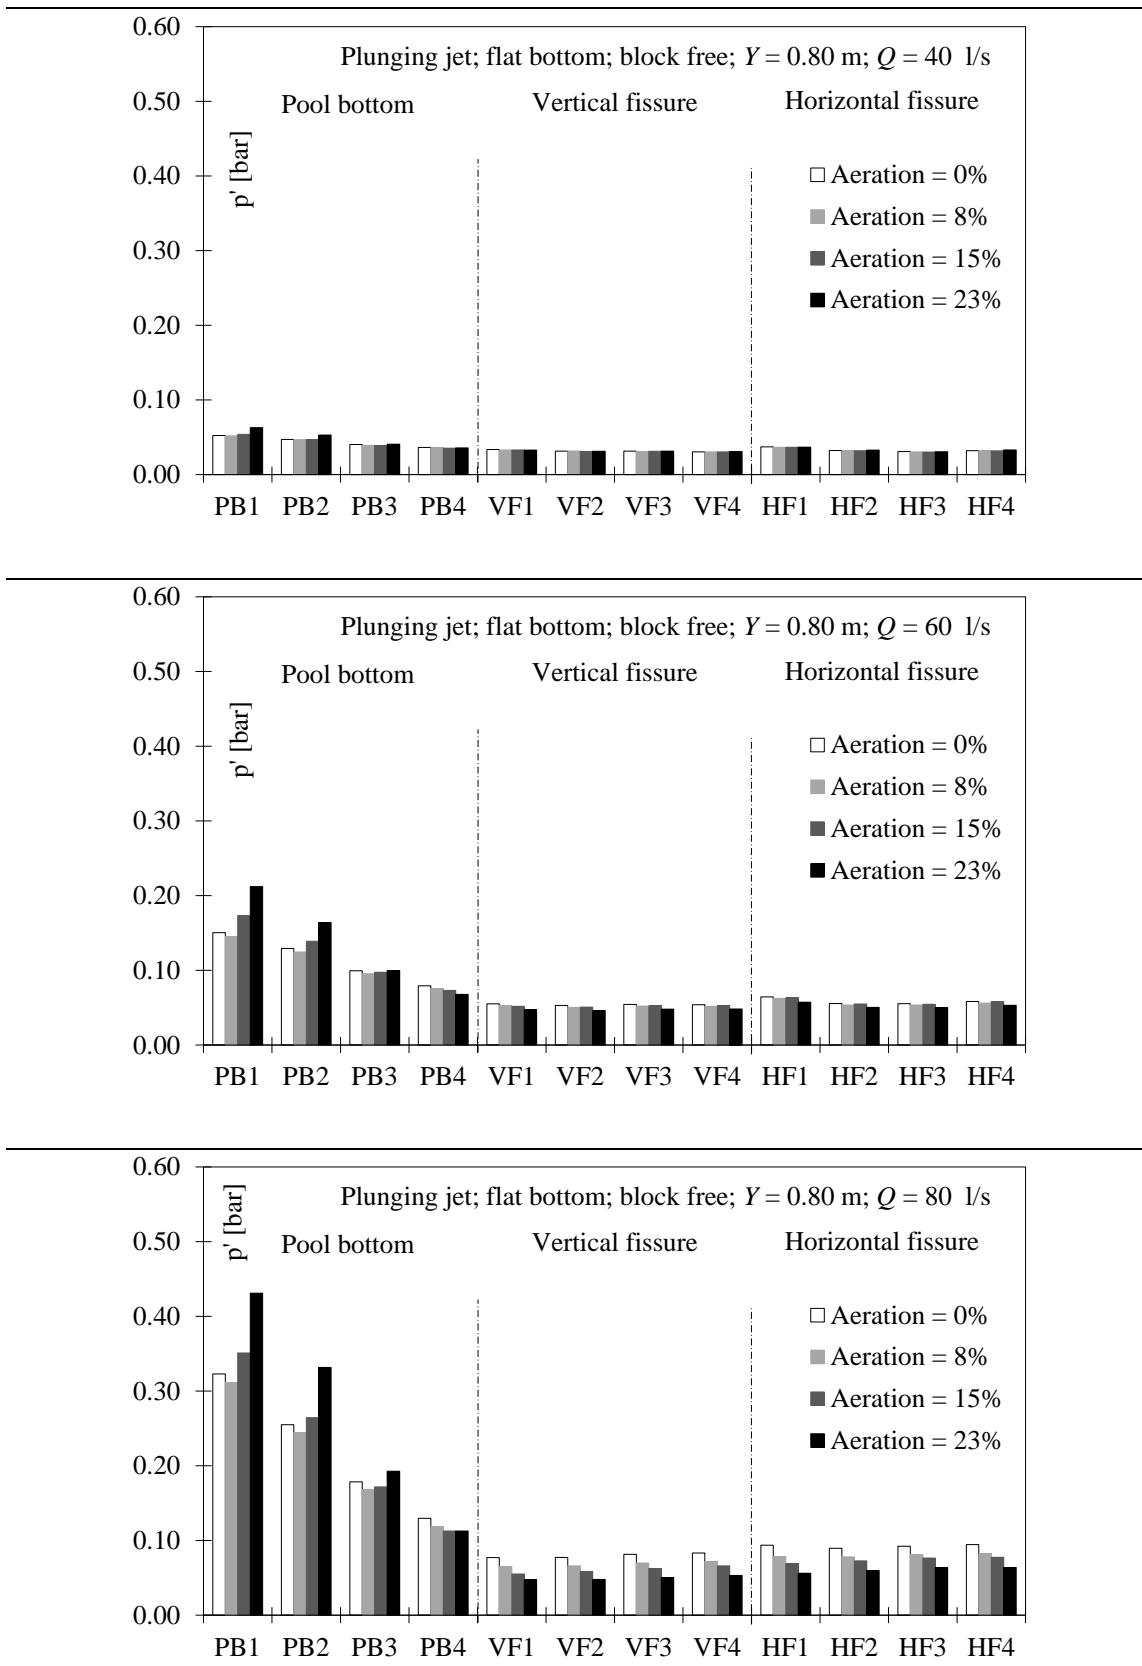 0.60
Plunging jet; flat bottom; block free; Y = 0.80 m; Q = 40 l/s
0.50
Pool bottom Vertical fissure Horizontal fissure
p' [bar]
0.40
Aeration = 0%
Aeration = 8%
0.30
Aeration = 15%
Aeration = 23%
0.20
0.10
0.00
PB1 PB2 PB3 PB4 VF1 VF2 VF3 VF4 HF1 HF2 HF3 HF4
0.60
Plunging jet; flat bottom; block free; Y = 0.80 m; Q = 60 l/s
0.50
Pool bottom Vertical fissure Horizontal fissure
p' [bar]
0.40
Aeration = 0%
Aeration = 8%
0.30
Aeration = 15%
Aeration = 23%
0.20
0.10
0.00
PB1 PB2 PB3 PB4 VF1 VF2 VF3 VF4 HF1 HF2 HF3 HF4
0.60
Plunging jet; flat bottom; block free; Y = 0.80 m; Q = 80 l/s
p' [bar]
0.50
Pool bottom Vertical fissure Horizontal fissure
0.40
Aeration = 0%
Aeration = 8%
0.30
Aeration = 15%
Aeration = 23%
0.20
0.10
0.00
PB1 PB2 PB3 PB4 VF1 VF2 VF3 VF4 HF1 HF2 HF3 HF4